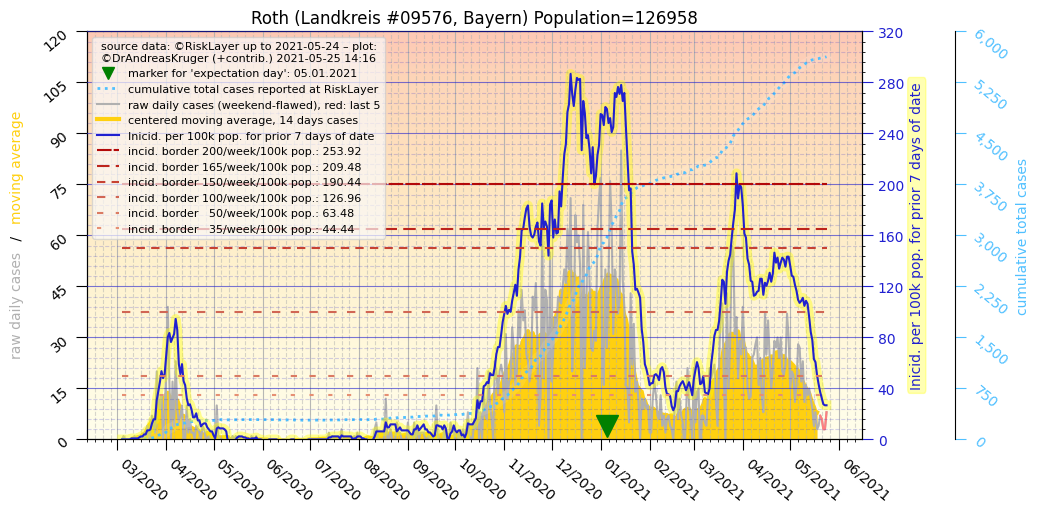 Roth (Landkreis #09576, Bayern) Population=126958
source data: ©RiskLayer up to 2021-05-24 – plot:
©DrAndreasKruger (+contrib.) 2021-05-25 14:16
marker for 'expectation day': 05.01.2021
cumulative total cases reported at RiskLayer
raw daily cases (weekend-flawed), red: last 5
centered moving average, 14 days cases
Inicid. per 100k pop. for prior 7 days of date
incid. border 200/week/100k pop.: 253.92
incid. border 165/week/100k pop.: 209.48
incid. border 150/week/100k pop.: 190.44
incid. border 100/week/100k pop.: 126.96
incid. border   50/week/100k pop.: 63.48
incid. border   35/week/100k pop.: 44.44
raw daily cases / moving average
120
105
90
75
60
45
30
15
0
320
280
240
200
160
120
80
40
0
Inicid. per 100k pop. for prior 7 days of date
6,000
5,250
4,500
3,750
3,000
2,250
1,500
750
0
cumulative total cases
03/2020
04/2020
05/2020
06/2020
07/2020
08/2020
09/2020
10/2020
11/2020
12/2020
01/2021
02/2021
03/2021
04/2021
05/2021
06/2021